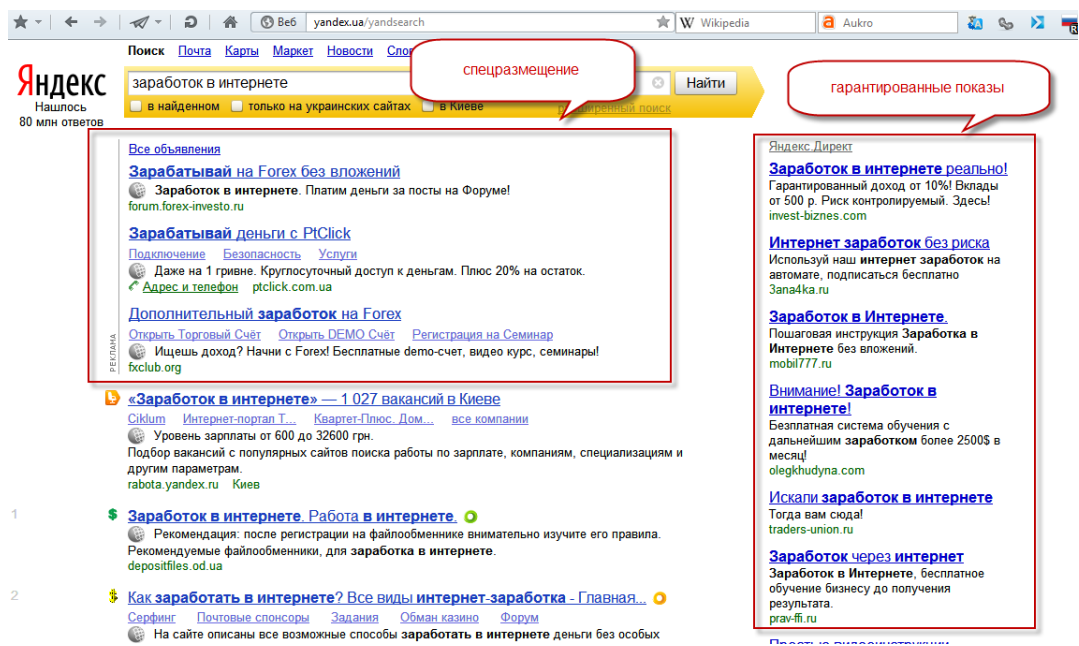 Веб yandex.ua/yandsearch Wikipedia Aukro
Поиск Почта Карты Маркет Новости
Яндекс
Нашлось
80 млн ответов
заработок в интернете
Найти
в найденном только на украинских сайтах в Киеве
расширенный поиск
спецразмещение
гарантированные показы
Все объявления
Зарабатывай на Forex без вложений
Заработок в интернете. Платим деньги за посты на Форуме!
forum.forex-investo.ru
Зарабатывай деньги с PtClick
Подключение Безопасность Услуги
Даже на 1 гривне. Круглосуточный доступ к деньгам. Плюс 20% на остаток.
Адрес и телефон ptclick.com.ua
Дополнительный заработок на Forex
Открыть Торговый Счёт Открыть DEMO Счёт Регистрация на Семинар
Ищешь доход? Начни с Forex! Бесплатные demo-счет, видео курс, семинары!
fxclub.org
РЕКЛАМА
«Заработок в интернете» — 1 027 вакансий в Киеве
Ciklum Интернет-портал Т... Квартет-Плюс. Дом... все компании
Уровень зарплаты от 600 до 32600 грн.
Подбор вакансий с популярных сайтов поиска работы по зарплате, компаниям, специализациям и
другим параметрам.
rabota.yandex.ru Киев
1
Заработок в интернете. Работа в интернете.
Рекомендация: после регистрации на файлообменнике внимательно изучите его правила.
Рекомендуемые файлообменники, для заработка в интернете.
depositfiles.od.ua
2
Как заработать в интернете? Все виды интернет-заработка - Главная...
Серфинг Почтовые спонсоры Задания Обман казино Форум
На сайте описаны все возможные способы заработать в интернете деньги без особых
Яндекс.Директ
Заработок в интернете реально!
Гарантированный доход от 10%! Вклады
от 500 р. Риск контролируемый. Здесь!
invest-biznes.com
Интернет заработок без риска
Используй наш интернет заработок на
автомате, подписаться бесплатно
3ana4ka.ru
Заработок в Интернете.
Пошаговая инструкция Заработка в
Интернете без вложений.
mobil777.ru
Внимание! Заработок в
интернете!
Безплатная система обучения с
дальнейшим заработком более 2500$ в
месяц!
olegkhudyna.com
Искали заработок в интернете
Тогда вам сюда!
traders-union.ru
Заработок через интернет
Заработок в Интернете, бесплатное
обучение бизнесу до получения
результата.
prav-ffi.ru